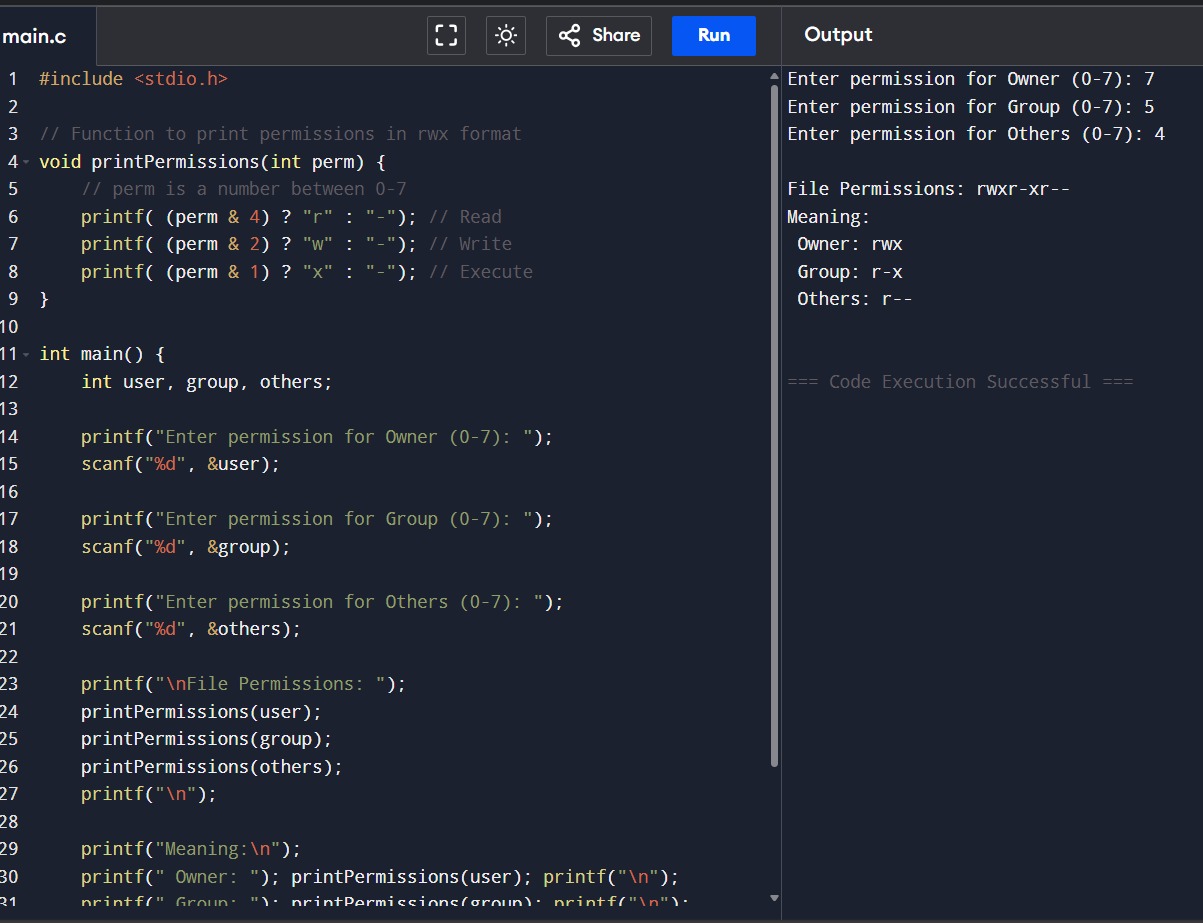 main.c
Share
Run
Output
1 #include <stdio.h>
2
3 // Function to print permissions in rwx format
4 void printPermissions(int perm) {
5     // perm is a number between 0-7
6     printf( (perm & 4) ? "r" : "-"); // Read
7     printf( (perm & 2) ? "w" : "-"); // Write
8     printf( (perm & 1) ? "x" : "-"); // Execute
9 }
10
11 int main() {
12     int user, group, others;
13
14     printf("Enter permission for Owner (0-7): ");
15     scanf("%d", &user);
16
17     printf("Enter permission for Group (0-7): ");
18     scanf("%d", &group);
19
20     printf("Enter permission for Others (0-7): ");
21     scanf("%d", &others);
22
23     printf("\nFile Permissions: ");
24     printPermissions(user);
25     printPermissions(group);
26     printPermissions(others);
27     printf("\n");
28
29     printf("Meaning:\n");
30     printf(" Owner: "); printPermissions(user); printf("\n");
31     printf(" Group: "); printPermissions(group); printf("\n");
Enter permission for Owner (0-7): 7
Enter permission for Group (0-7): 5
Enter permission for Others (0-7): 4

File Permissions: rwxr-xr--
Meaning:
 Owner: rwx
 Group: r-x
 Others: r--

=== Code Execution Successful ===